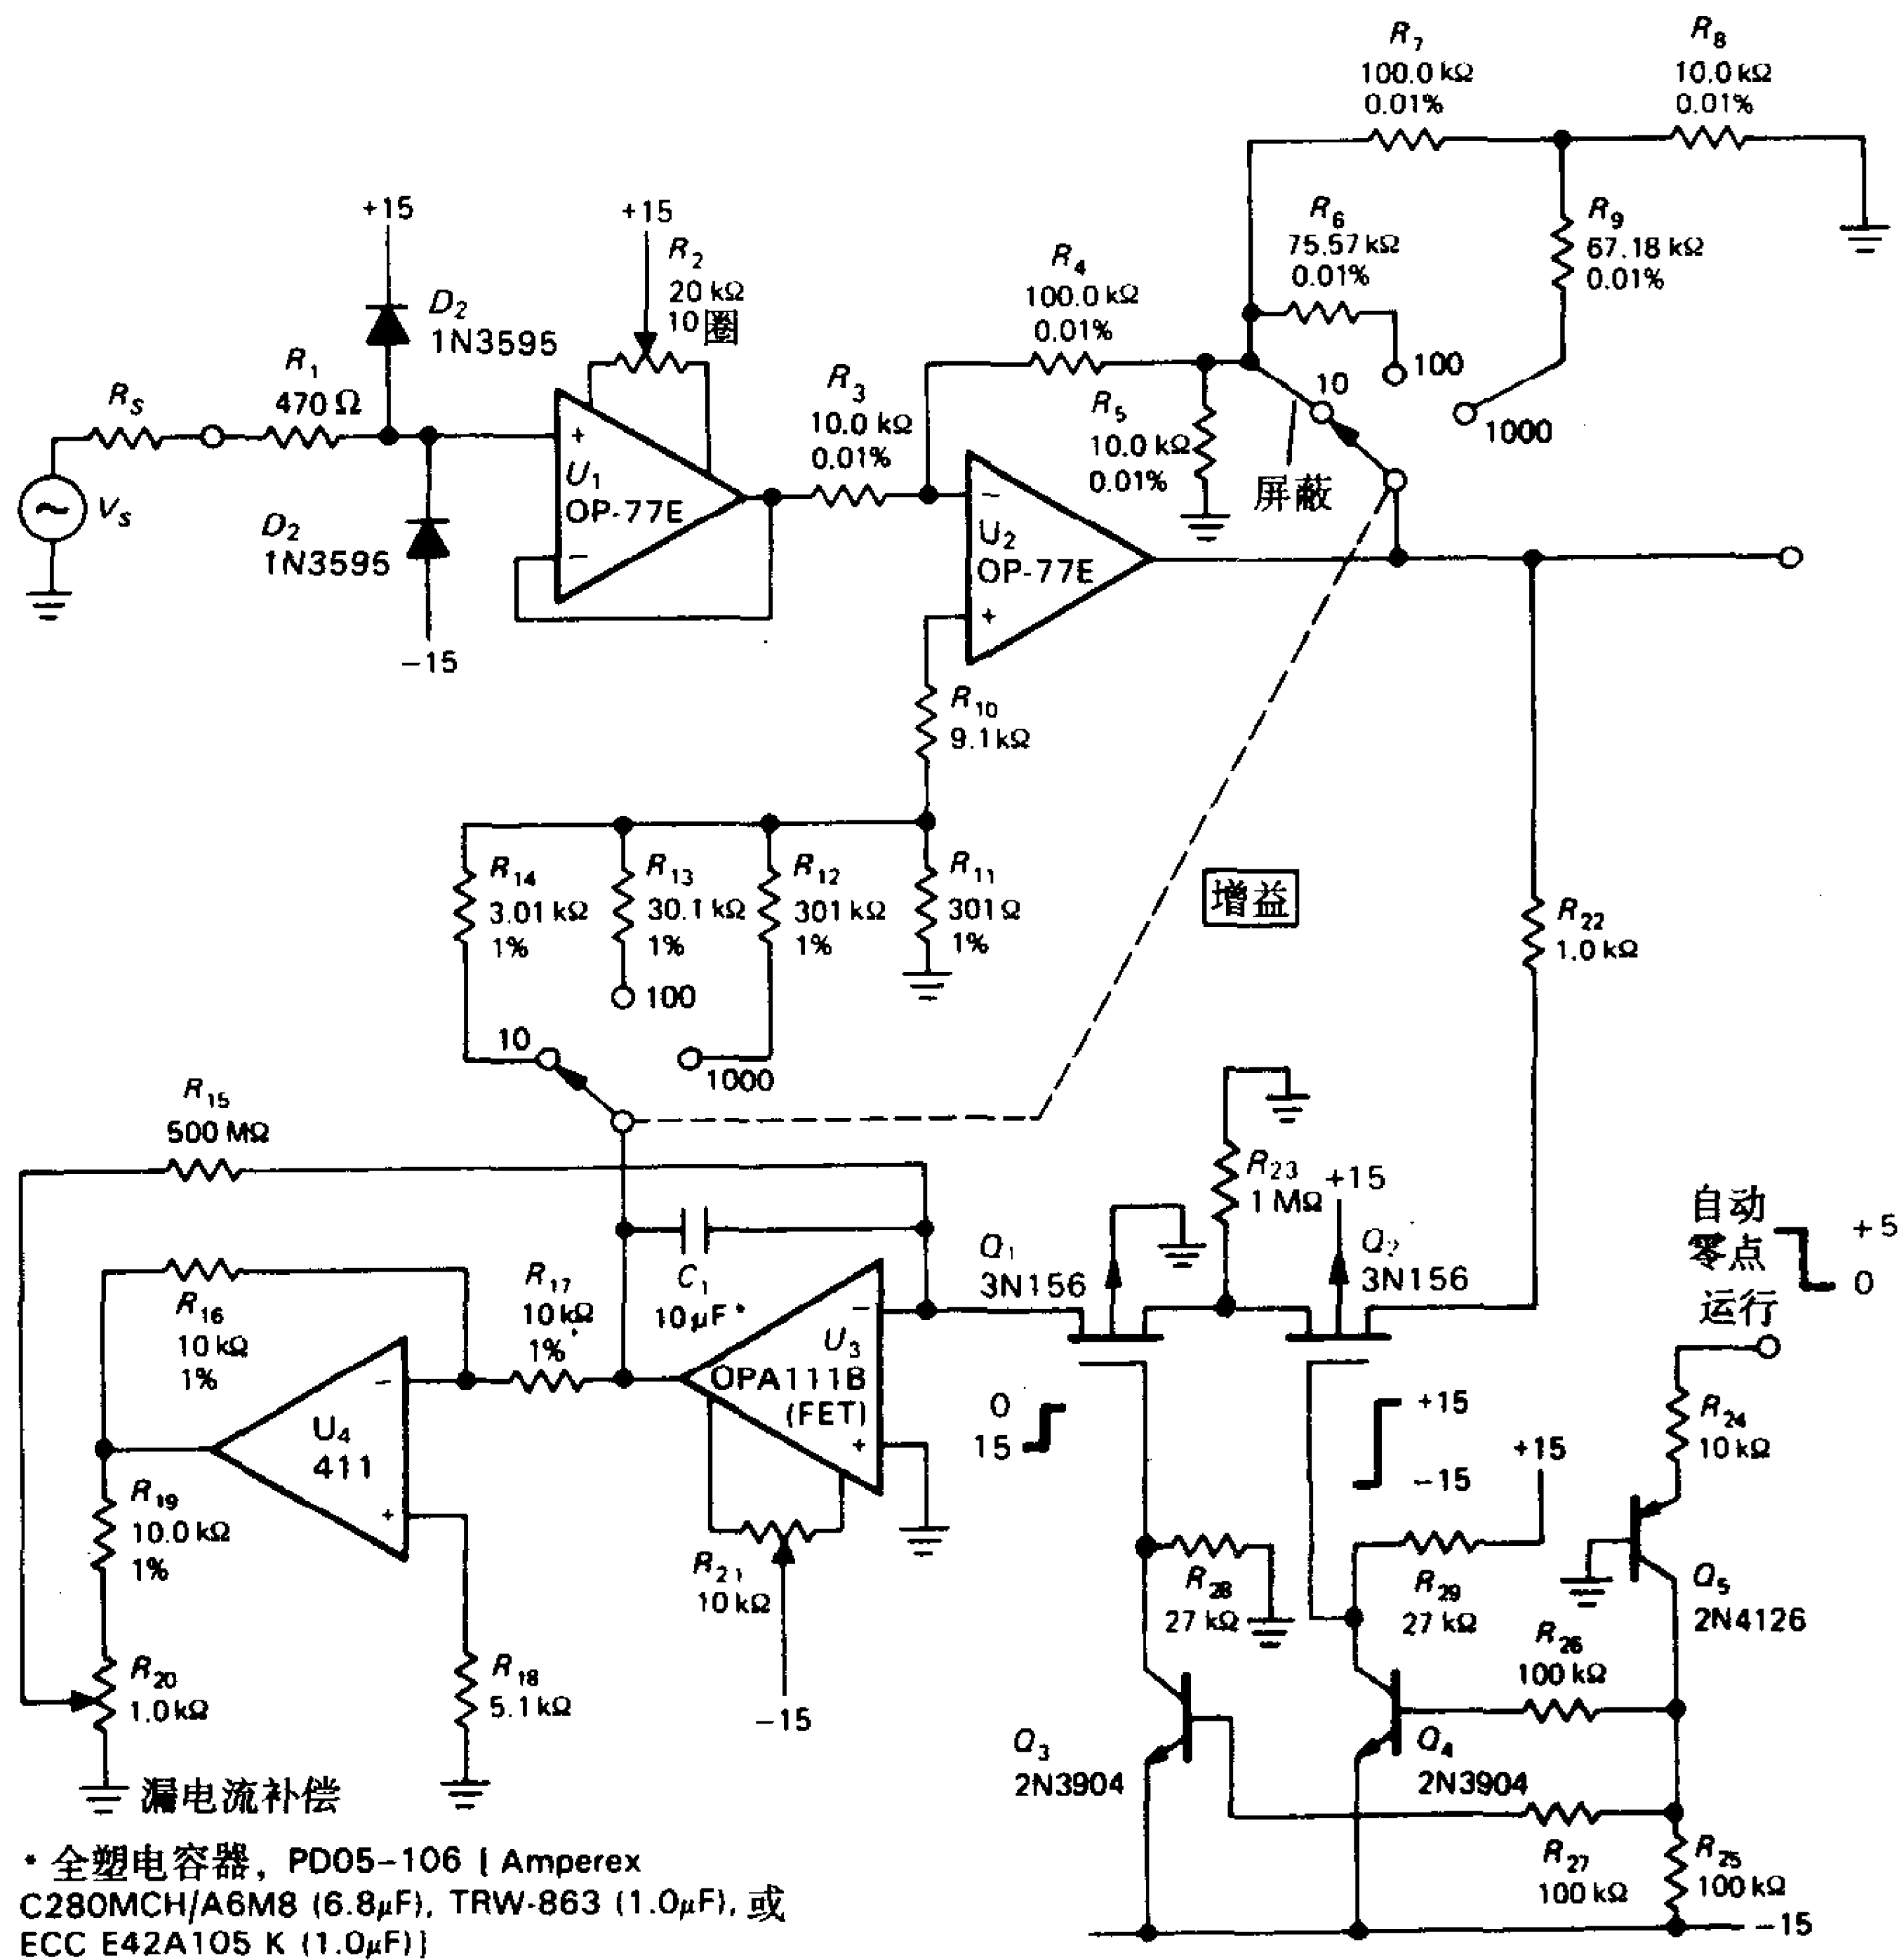 R₇
100.0 kΩ
0.01%
R₈
10.0 kΩ
0.01%
+15
D₂
1N3595
+15
R₂
20 kΩ
10圈
R₄
100.0 kΩ
0.01%
R₆
75.57 kΩ
0.01%
R₉
67.18 kΩ
0.01%
R_S
R₁
470 Ω
V_S
D₂
1N3595
-15
+
U₁
OP-77E
−
R₃
10.0 kΩ
0.01%
R₅
10.0 kΩ
0.01%
10
100
1000
屏蔽
−
U₂
OP-77E
+
R₁₀
9.1kΩ
R₁₄
3.01 kΩ
1%
R₁₃
30.1 kΩ
1%
R₁₂
301 kΩ
1%
R₁₁
301 Ω
1%
增益
R₂₂
1.0 kΩ
100
10
1000
R₁₅
500 MΩ
R₂₃
1 MΩ
+15
自动
零点
运行
+5
0
Q₁
3N156
Q₂
3N156
R₁₆
10 kΩ
1%
R₁₇
10 kΩ
1%
C₁
10μF*
−
U₃
OPA111B
(FET)
+
0
15
+15
-15
+15
R₂₄
10 kΩ
−
U₄
411
+
R₁₉
10.0 kΩ
1%
R₂₁
10 kΩ
-15
R₂₈
27 kΩ
R₂₉
27 kΩ
Q₅
2N4126
R₂₆
100 kΩ
R₂₀
1.0 kΩ
R₁₈
5.1 kΩ
Q₃
2N3904
Q₄
2N3904
R₂₇
100 kΩ
R₂₅
100 kΩ
-15
漏电流补偿
* 全塑电容器, PD05-106 [ Amperex
C280MCH/A6M8 (6.8μF), TRW-863 (1.0μF), 或
ECC E42A105 K (1.0μF)]